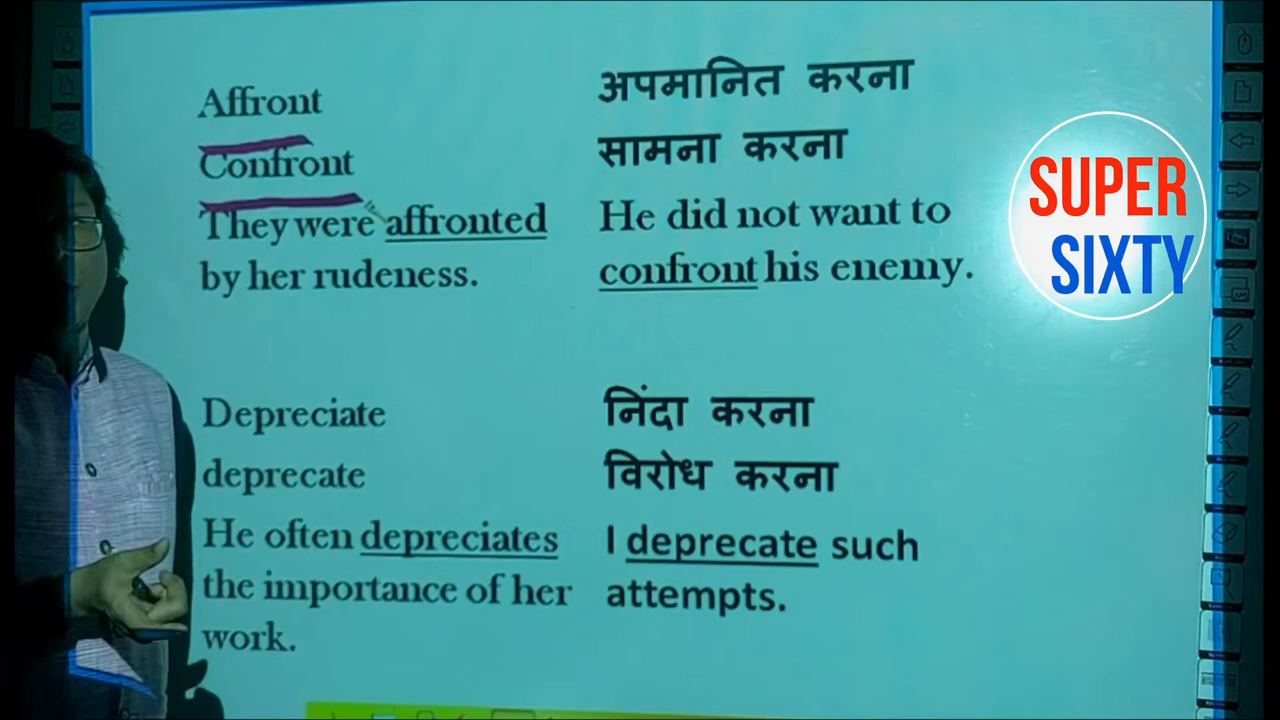 Affront
अपमानित करना
Confront
सामना करना
They were affronted
by her rudeness.
He did not want to
confront his enemy.
Depreciate
निंदा करना
deprecate
विरोध करना
He often depreciates
the importance of her
work.
I deprecate such
attempts.
SUPER
SIXTY